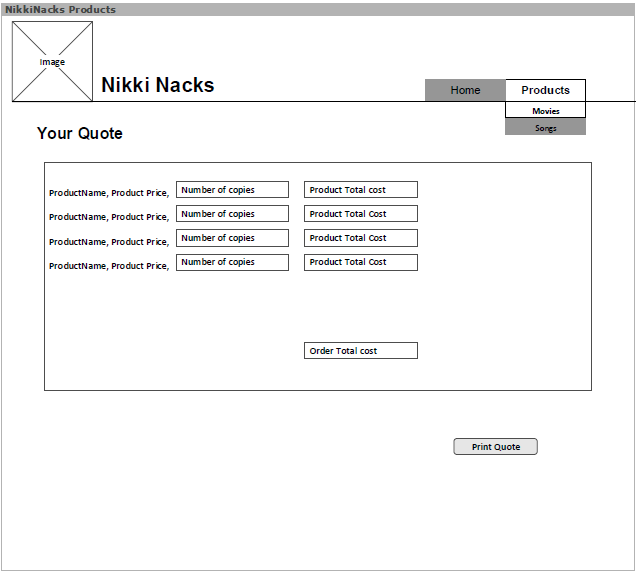 NikkiNacks Products
Image
Nikki Nacks
Home Products
Movies
Songs
Your Quote
ProductName, Product Price, Number of copies Product Total cost
ProductName, Product Price, Number of copies Product Total Cost
ProductName, Product Price, Number of copies Product Total Cost
ProductName, Product Price, Number of copies Product Total Cost
Order Total cost
Print Quote